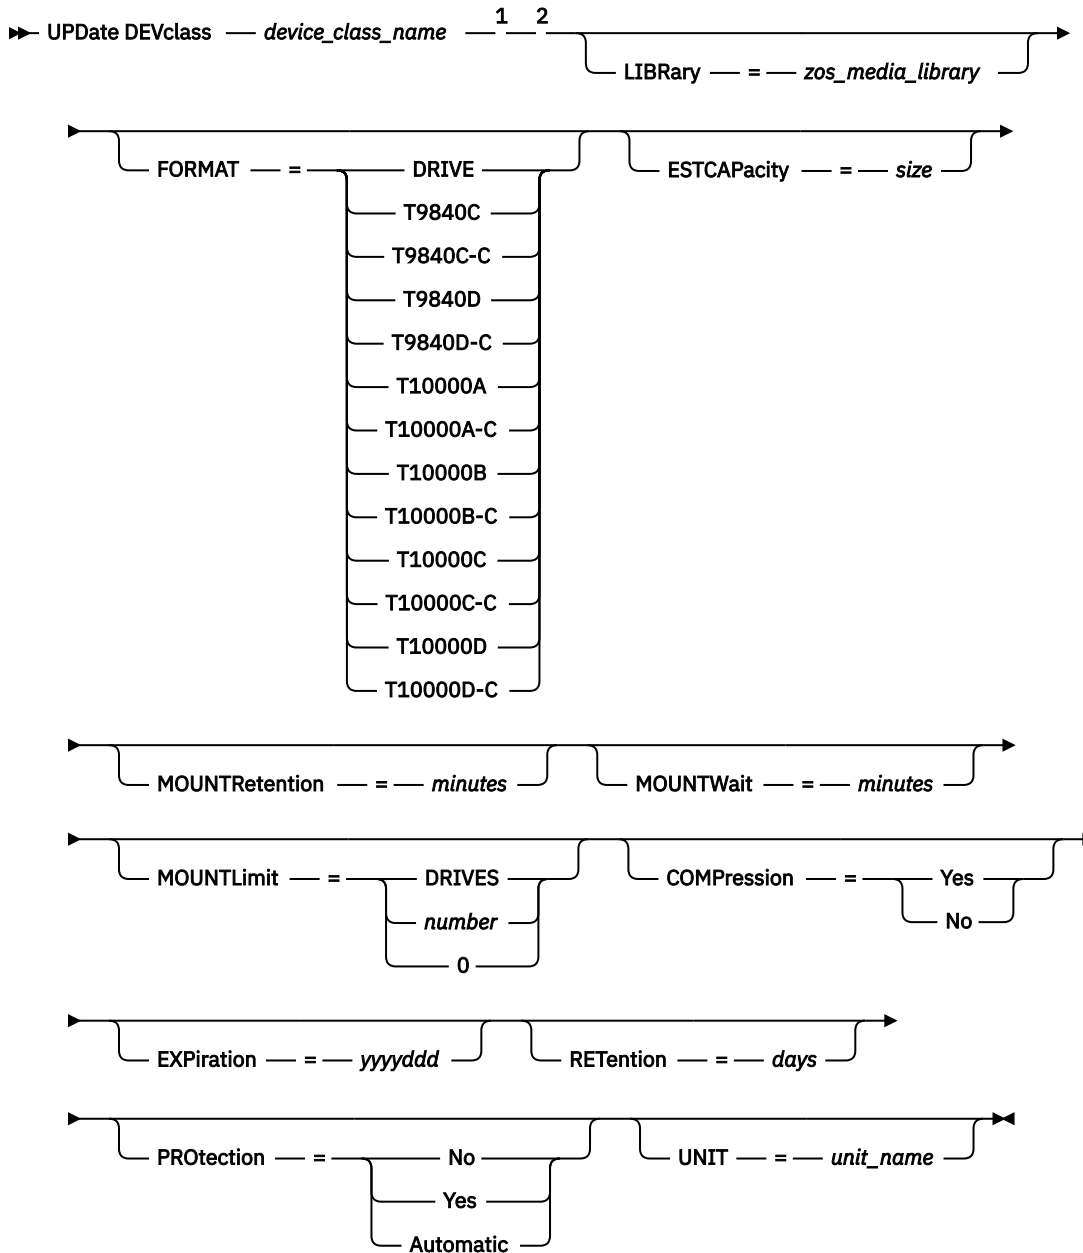 1 2
UPDate DEVclass device_class_name
LIBRary = zos_media_library
FORMAT = DRIVE ESTCAPacity = size
T9840C
T9840C-C
T9840D
T9840D-C
T10000A
T10000A-C
T10000B
T10000B-C
T10000C
T10000C-C
T10000D
T10000D-C
MOUNTRetention = minutes MOUNTWait = minutes
MOUNTLimit = DRIVES COMPression = Yes
number No
0
EXPiration = yyyyddd RETention = days
PROtection = No UNIT = unit_name
Yes
Automatic